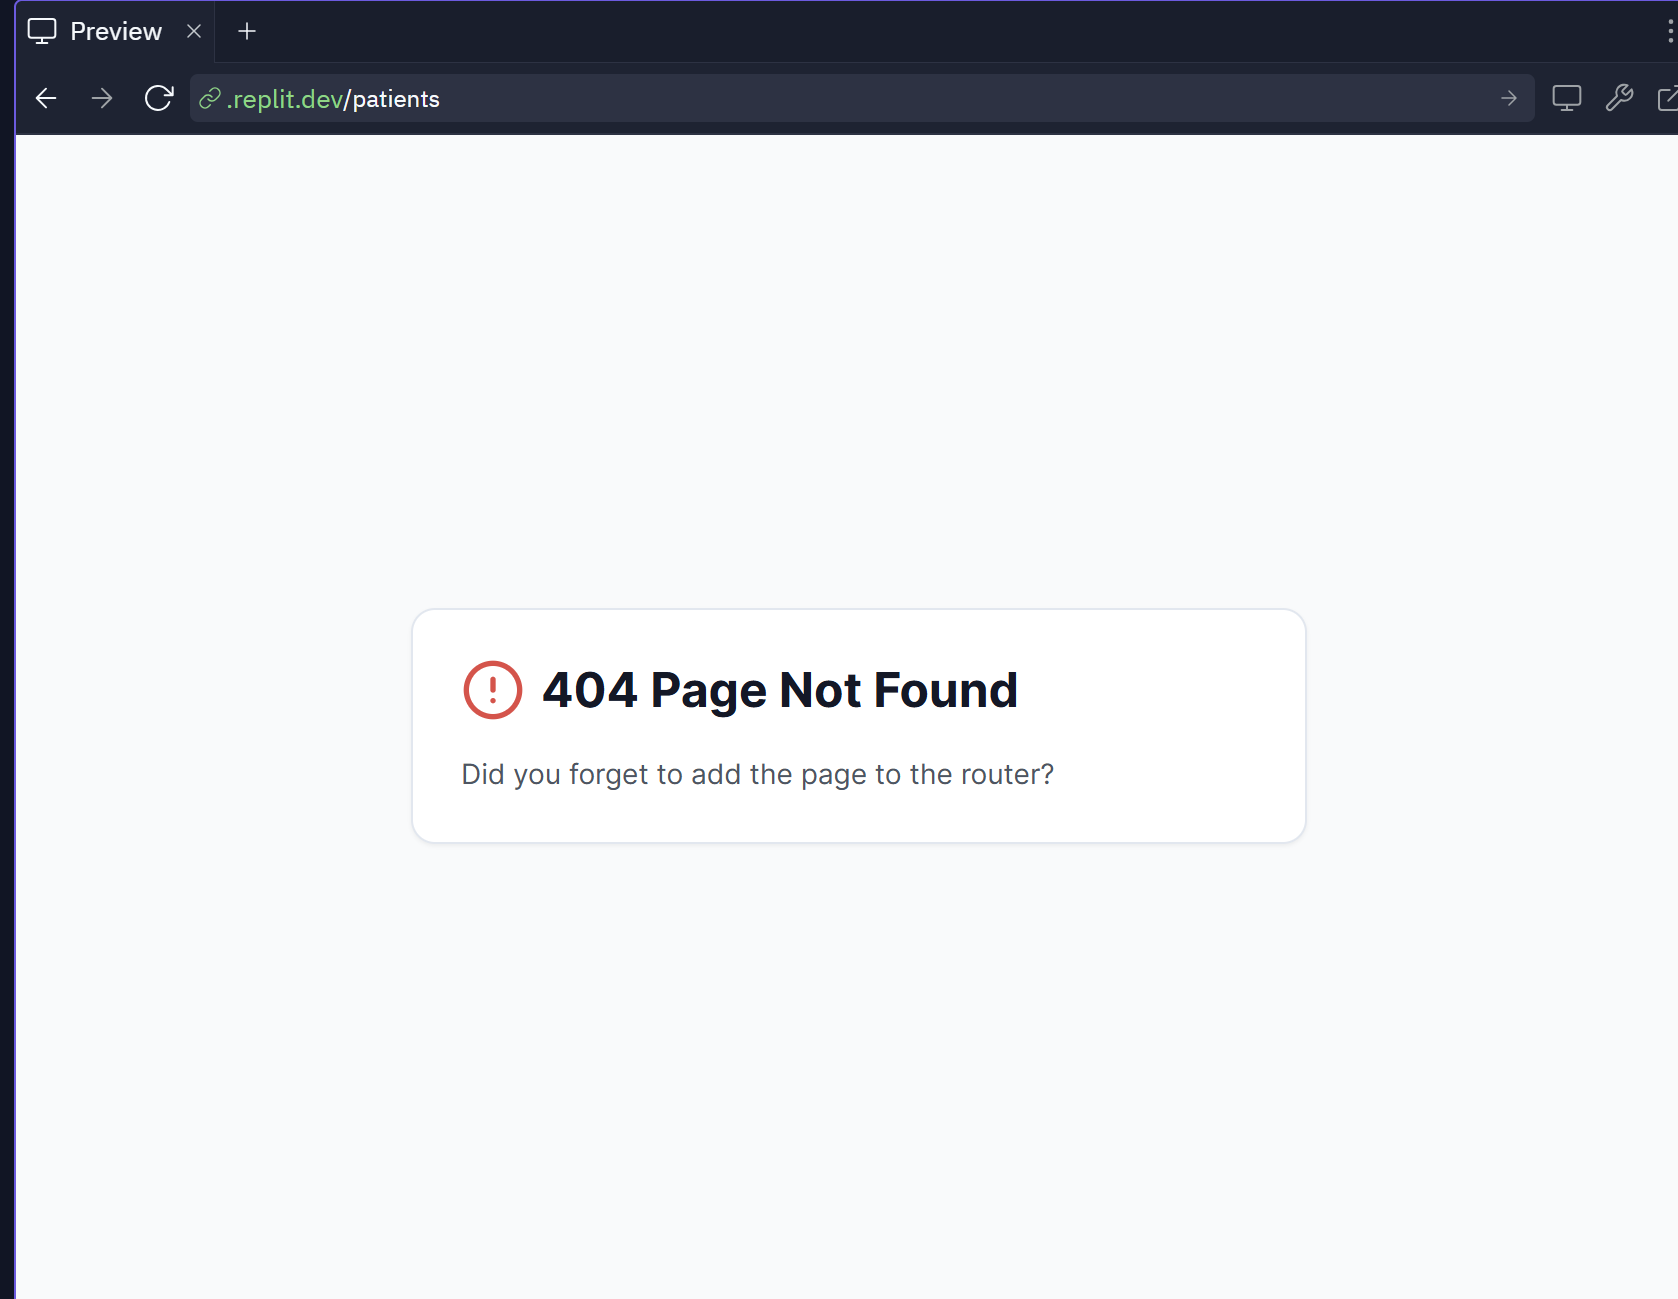 Preview
.replit.dev/patients
404 Page Not Found
Did you forget to add the page to the router?